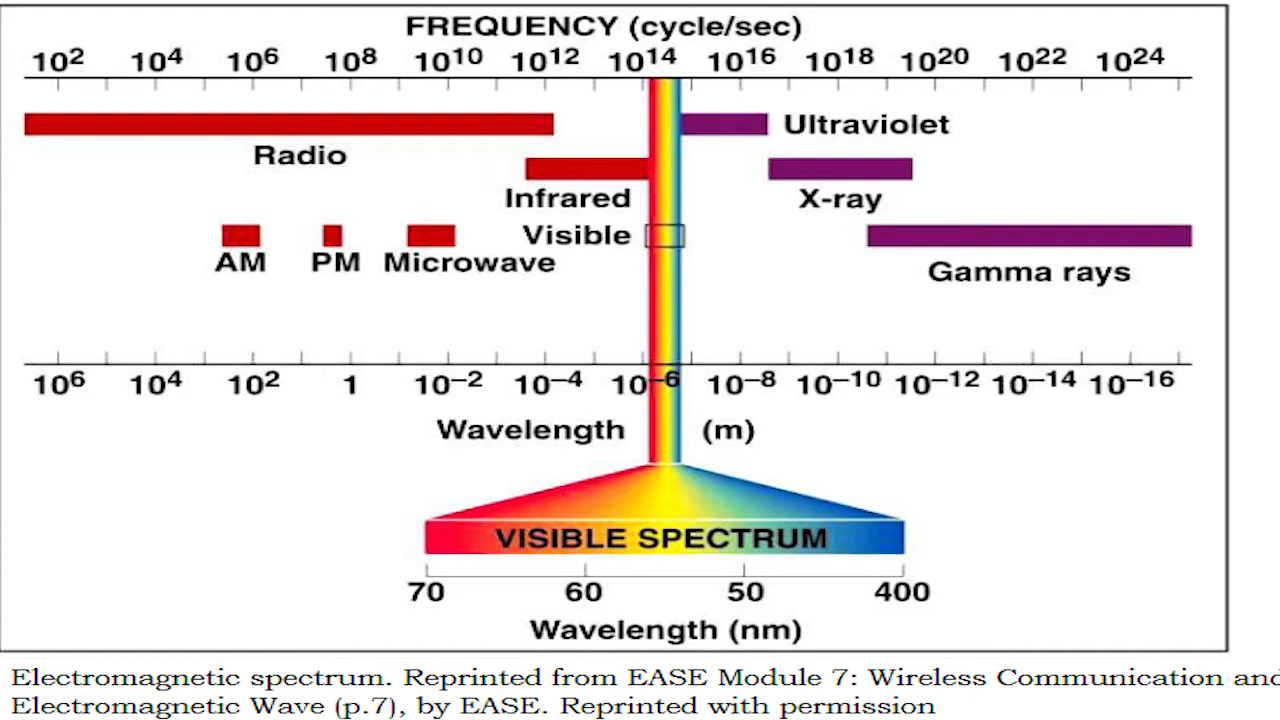 FREQUENCY (cycle/sec)
10² 10⁴ 10⁶ 10⁸ 10¹⁰ 10¹² 10¹⁴ 10¹⁶ 10¹⁸ 10²⁰ 10²² 10²⁴
Ultraviolet
Radio
Infrared
X-ray
Visible
AM PM Microwave
Gamma rays
10⁶ 10⁴ 10² 1 10⁻² 10⁻⁴ 10⁻⁶ 10⁻⁸ 10⁻¹⁰ 10⁻¹² 10⁻¹⁴ 10⁻¹⁶
Wavelength (m)
VISIBLE SPECTRUM
70 60 50 400
Wavelength (nm)
Electromagnetic spectrum. Reprinted from EASE Module 7: Wireless Communication and
Electromagnetic Wave (p.7), by EASE. Reprinted with permission